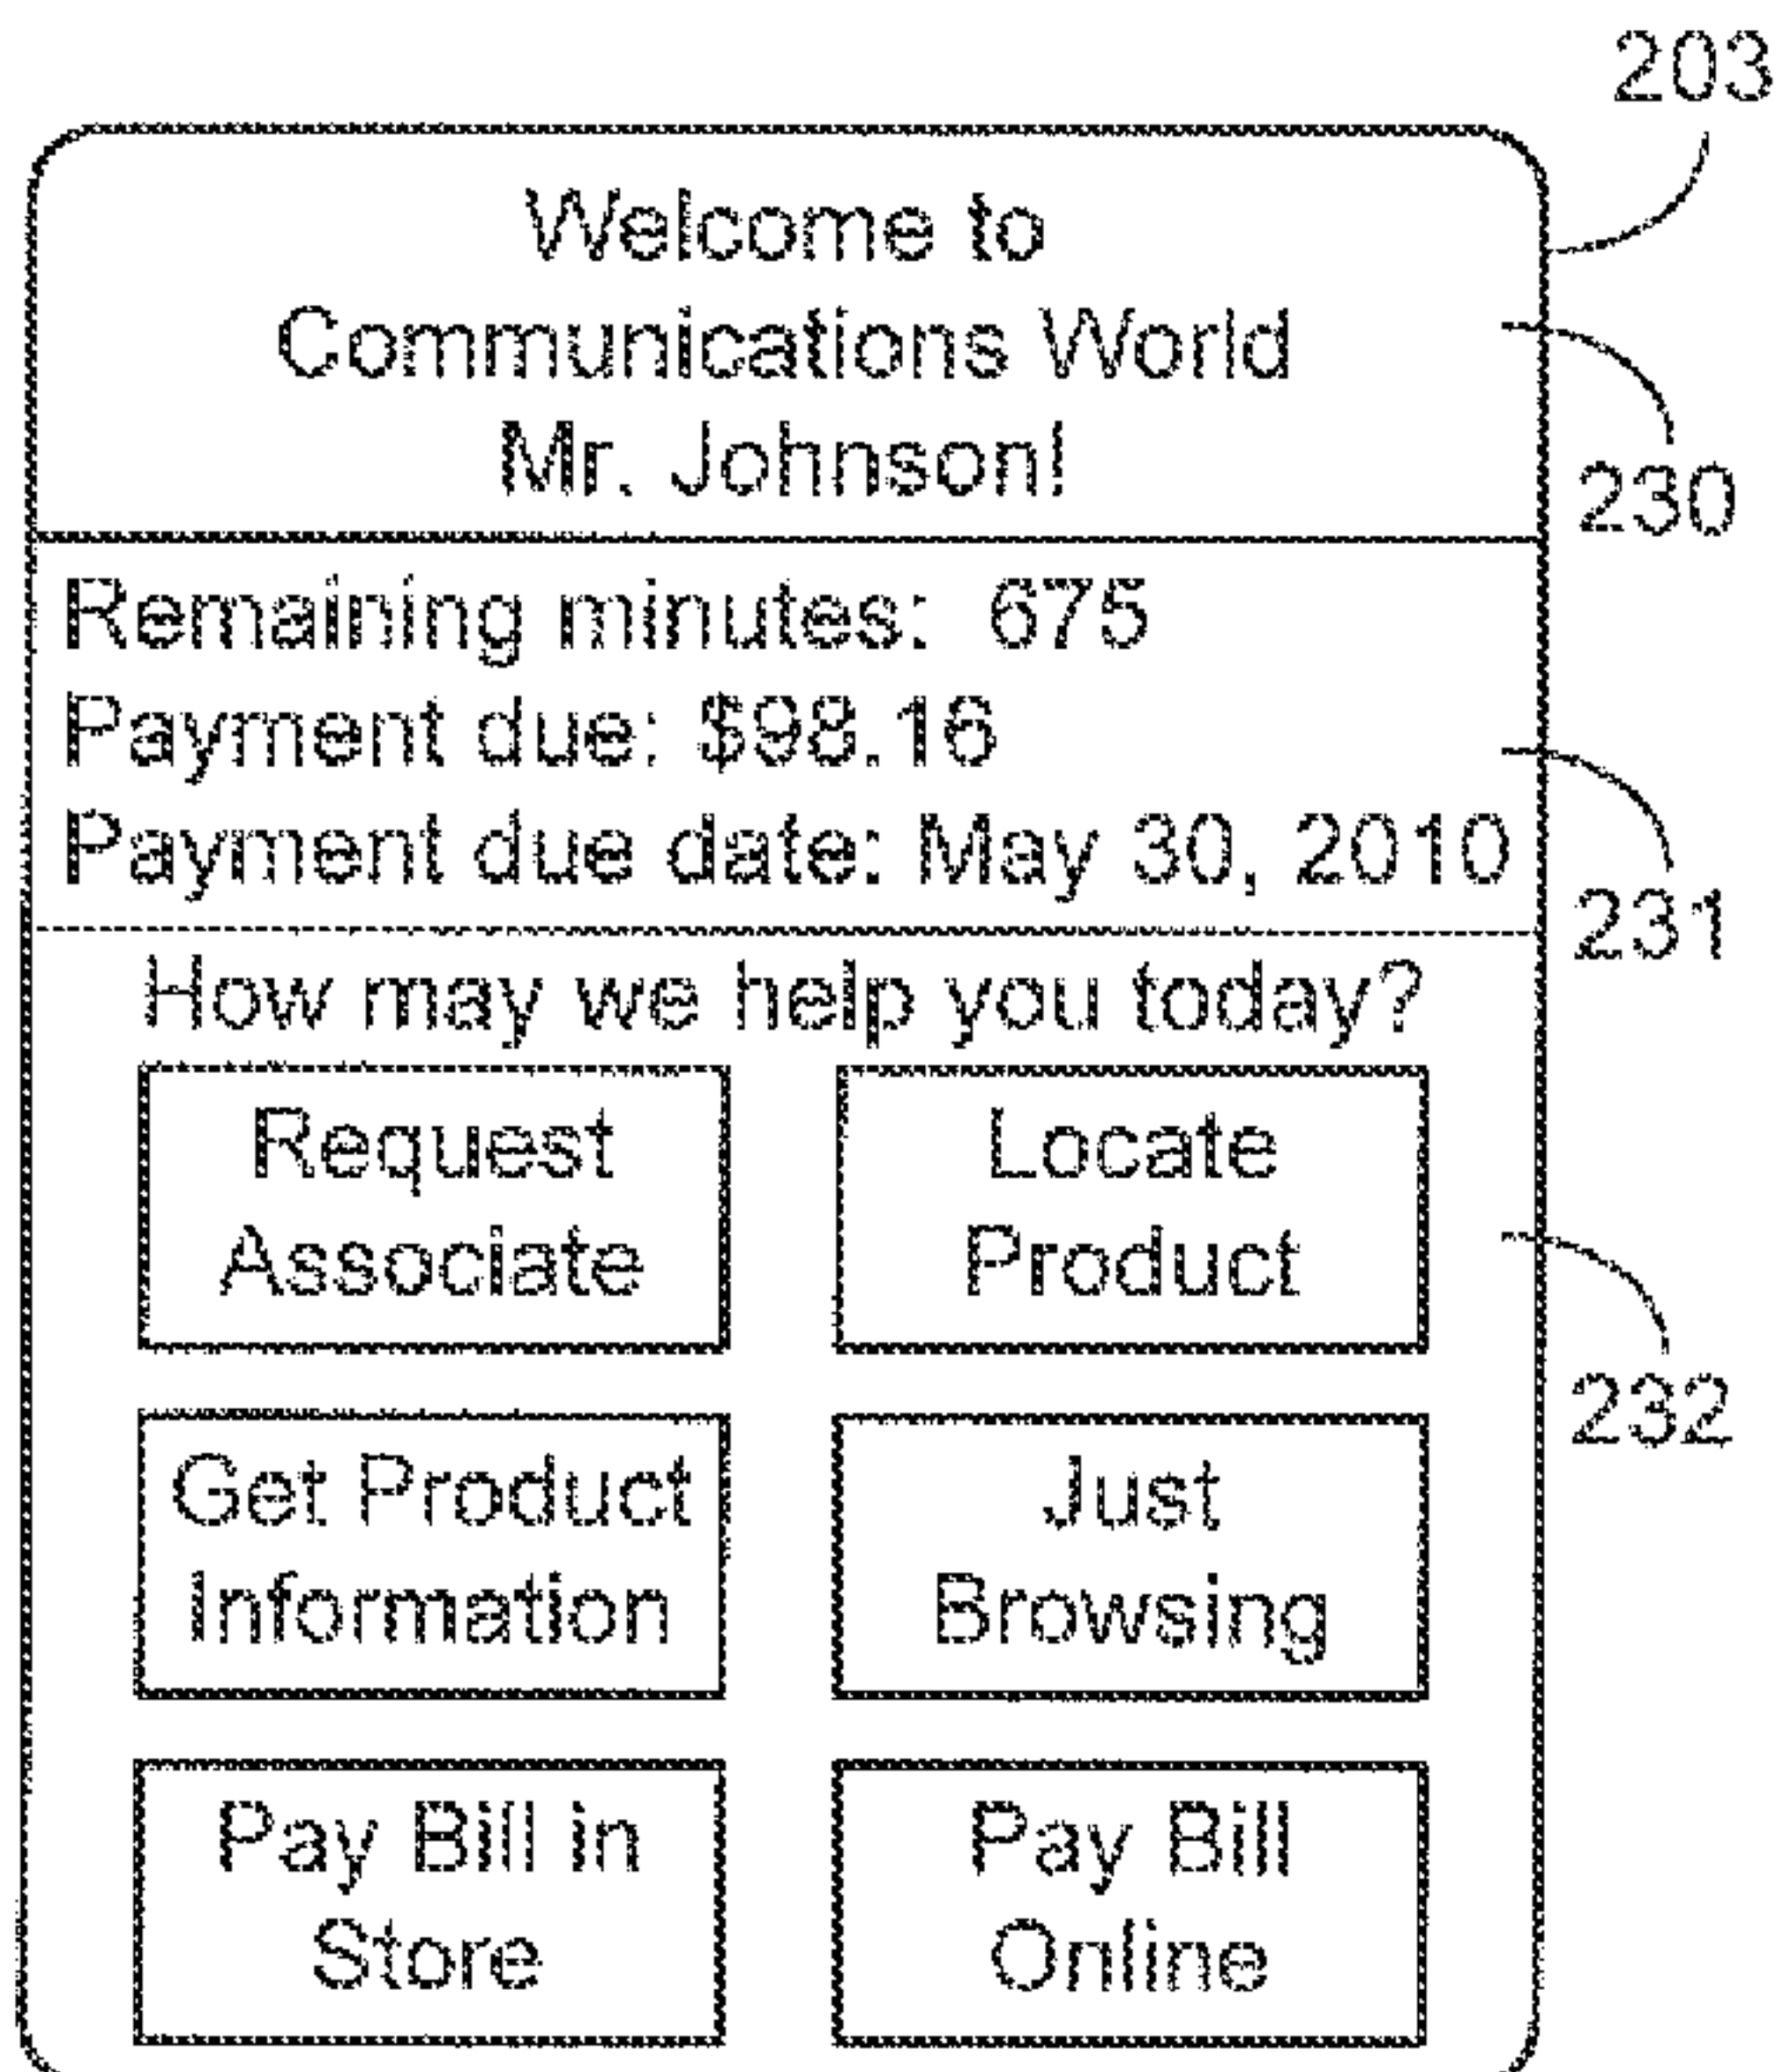 203
Welcome to
Communications World
Mr. Johnson!
230
Remaining minutes: 675
Payment due: $98.16
Payment due date: May 30, 2010
231
How may we help you today?
Request
Associate
Locate
Product
232
Get Product
Information
Just
Browsing
Pay Bill in
Store
Pay Bill
Online